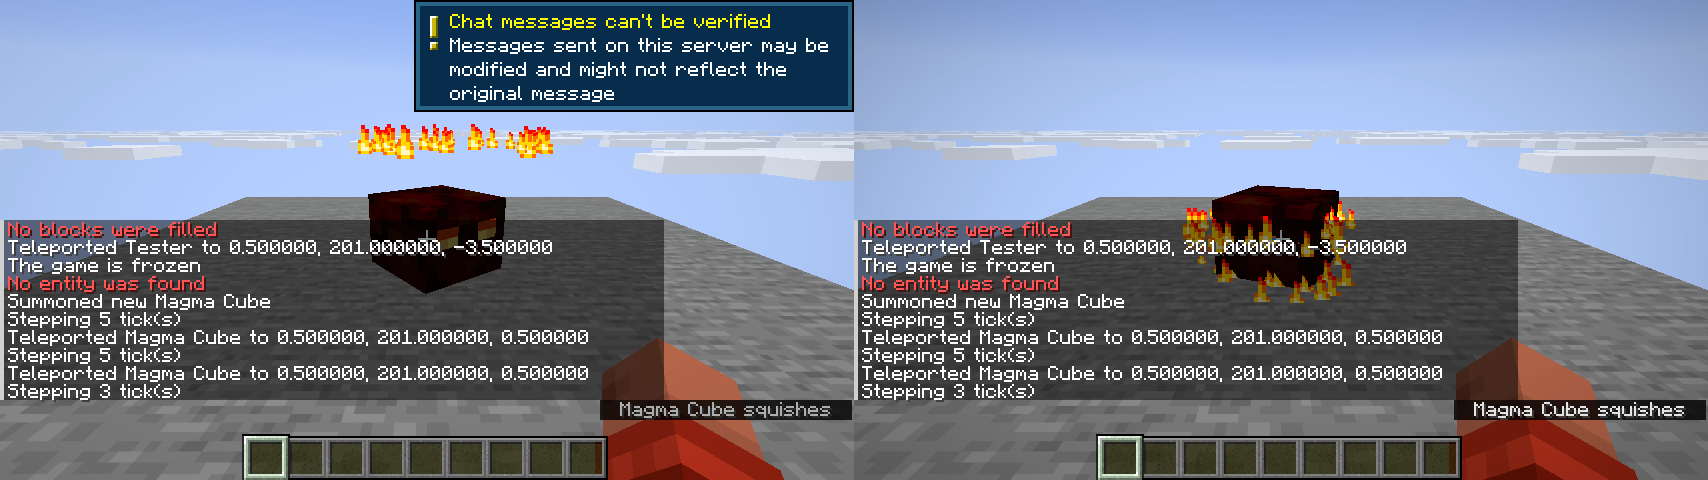 Chat messages can't be verified
Messages sent on this server may be
modified and might not reflect the
original message
No blocks were filled
Teleported Tester to 0.500000, 201.000000, -3.500000
The game is frozen
No entity was found
Summoned new Magma Cube
Stepping 5 tick(s)
Teleported Magma Cube to 0.500000, 201.000000, 0.500000
Stepping 5 tick(s)
Teleported Magma Cube to 0.500000, 201.000000, 0.500000
Stepping 3 tick(s)
Magma Cube squishes
No blocks were filled
Teleported Tester to 0.500000, 201.000000, -3.500000
The game is frozen
No entity was found
Summoned new Magma Cube
Stepping 5 tick(s)
Teleported Magma Cube to 0.500000, 201.000000, 0.500000
Stepping 5 tick(s)
Teleported Magma Cube to 0.500000, 201.000000, 0.500000
Stepping 3 tick(s)
Magma Cube squishes